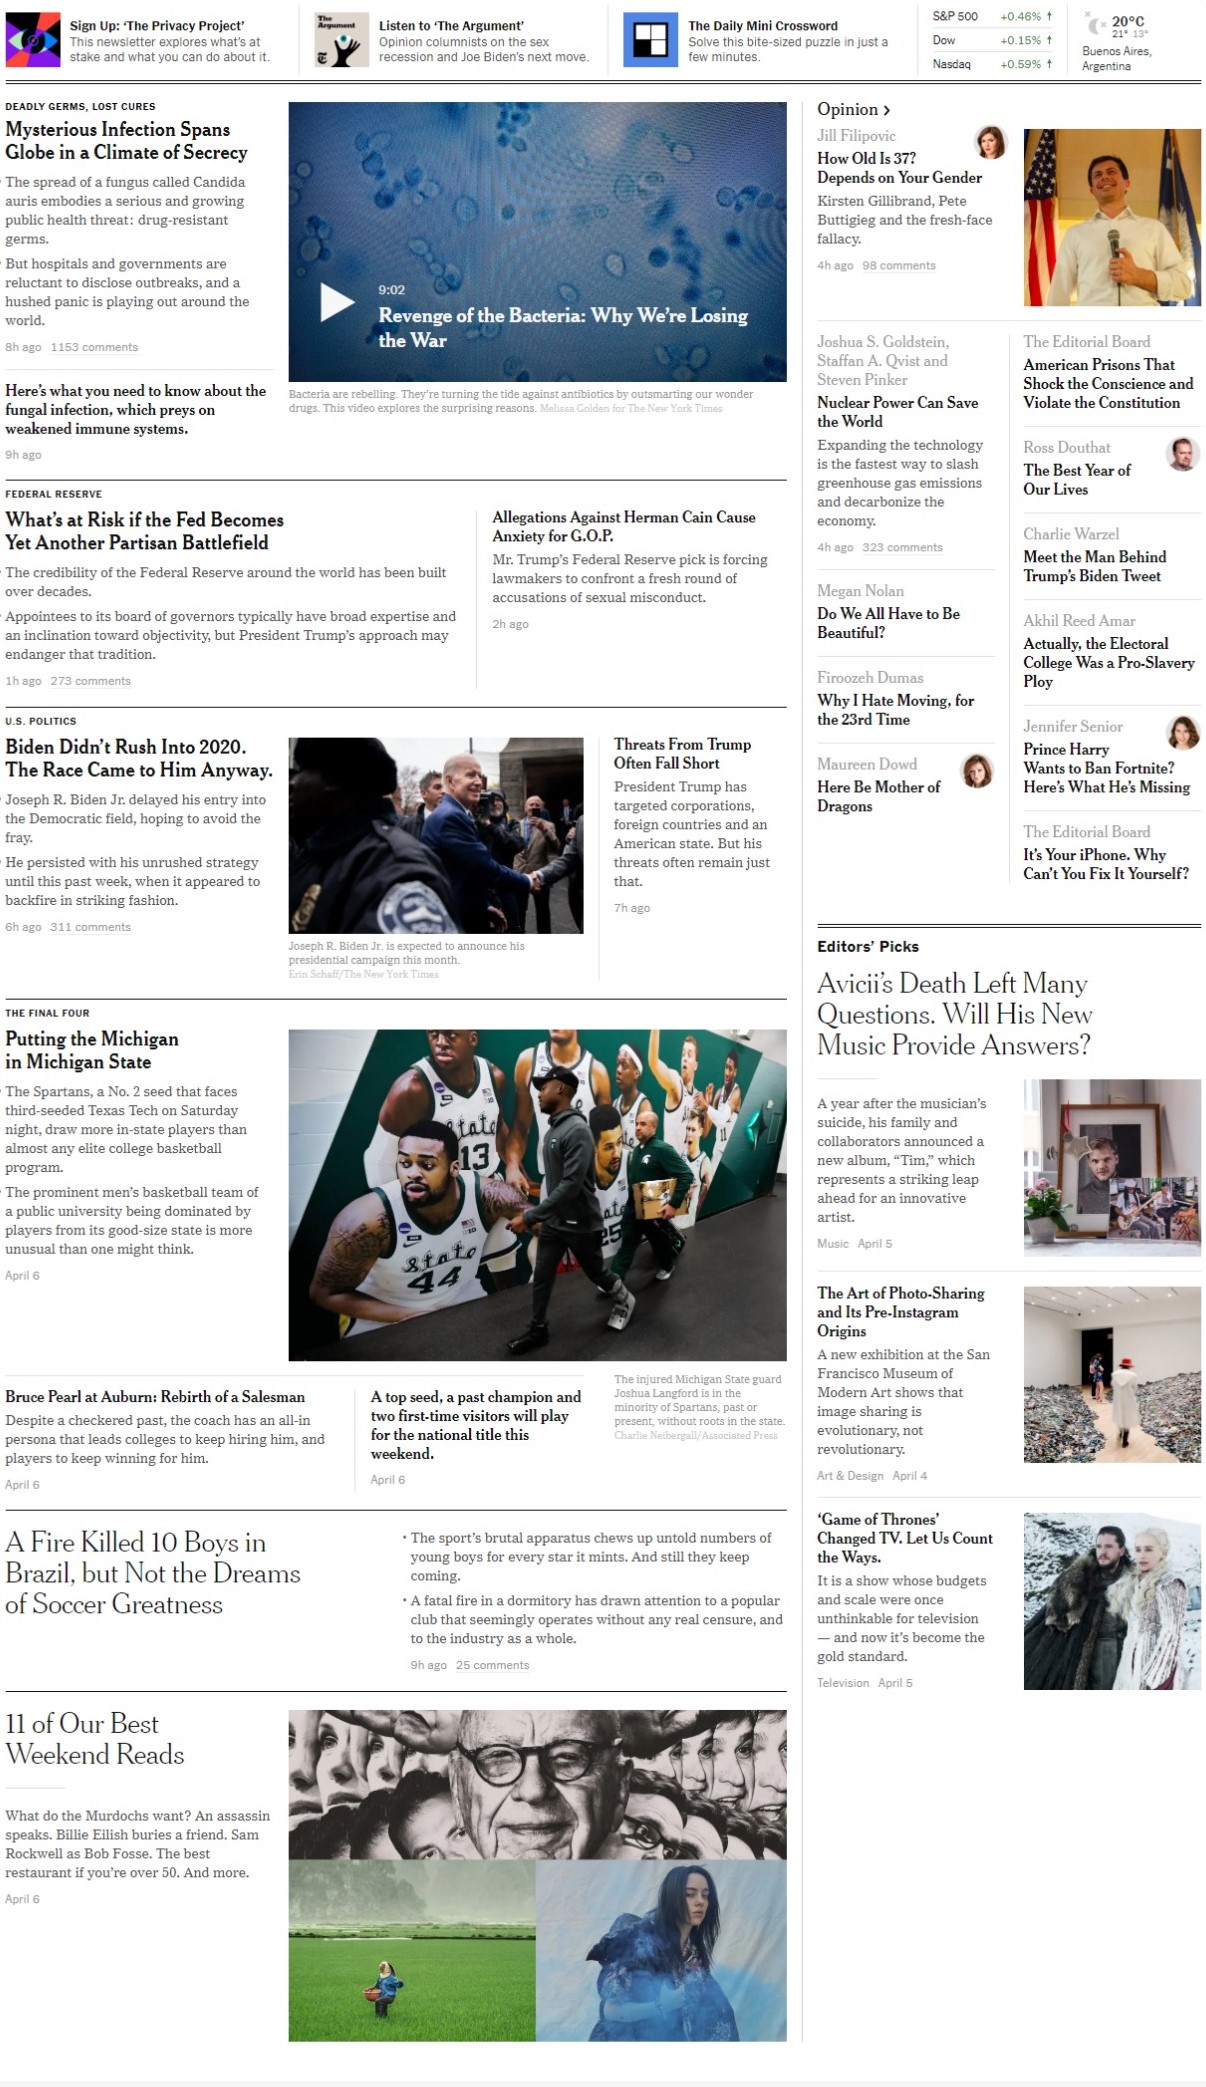 Sign Up: ‘The Privacy Project’
This newsletter explores what’s at
stake and what you can do about it.
The
Argument
Listen to ‘The Argument’
Opinion columnists on the sex
recession and Joe Biden’s next move.
The Daily Mini Crossword
Solve this bite-sized puzzle in just a
few minutes.
S&P 500 +0.46% ↑
Dow +0.15% ↑
Nasdaq +0.59% ↑
20°C
21° 13°
Buenos Aires,
Argentina
DEADLY GERMS, LOST CURES
Mysterious Infection Spans
Globe in a Climate of Secrecy
• The spread of a fungus called Candida
auris embodies a serious and growing
public health threat: drug-resistant
germs.
• But hospitals and governments are
reluctant to disclose outbreaks, and a
hushed panic is playing out around the
world.
8h ago 1153 comments
Here’s what you need to know about the
fungal infection, which preys on
weakened immune systems.
9h ago
9:02
Revenge of the Bacteria: Why We’re Losing
the War
Bacteria are rebelling. They’re turning the tide against antibiotics by outsmarting our wonder
drugs. This video explores the surprising reasons. Melissa Golden for The New York Times
FEDERAL RESERVE
What’s at Risk if the Fed Becomes
Yet Another Partisan Battlefield
• The credibility of the Federal Reserve around the world has been built
over decades.
• Appointees to its board of governors typically have broad expertise and
an inclination toward objectivity, but President Trump’s approach may
endanger that tradition.
1h ago 273 comments
Allegations Against Herman Cain Cause
Anxiety for G.O.P.
Mr. Trump’s Federal Reserve pick is forcing
lawmakers to confront a fresh round of
accusations of sexual misconduct.
2h ago
U.S. POLITICS
Biden Didn’t Rush Into 2020.
The Race Came to Him Anyway.
• Joseph R. Biden Jr. delayed his entry into
the Democratic field, hoping to avoid the
fray.
• He persisted with his unrushed strategy
until this past week, when it appeared to
backfire in striking fashion.
6h ago 311 comments
Joseph R. Biden Jr. is expected to announce his
presidential campaign this month.
Erin Schaff/The New York Times
Threats From Trump
Often Fall Short
President Trump has
targeted corporations,
foreign countries and an
American state. But his
threats often remain just
that.
7h ago
THE FINAL FOUR
Putting the Michigan
in Michigan State
• The Spartans, a No. 2 seed that faces
third-seeded Texas Tech on Saturday
night, draw more in-state players than
almost any elite college basketball
program.
• The prominent men’s basketball team of
a public university being dominated by
players from its good-size state is more
unusual than one might think.
April 6
State
13
State
44
25
Bruce Pearl at Auburn: Rebirth of a Salesman
Despite a checkered past, the coach has an all-in
persona that leads colleges to keep hiring him, and
players to keep winning for him.
April 6
A top seed, a past champion and
two first-time visitors will play
for the national title this
weekend.
April 6
The injured Michigan State guard
Joshua Langford is in the
minority of Spartans, past or
present, without roots in the state.
Charlie Neibergall/Associated Press
A Fire Killed 10 Boys in
Brazil, but Not the Dreams
of Soccer Greatness
• The sport’s brutal apparatus chews up untold numbers of
young boys for every star it mints. And still they keep
coming.
• A fatal fire in a dormitory has drawn attention to a popular
club that seemingly operates without any real censure, and
to the industry as a whole.
9h ago 25 comments
11 of Our Best
Weekend Reads
What do the Murdochs want? An assassin
speaks. Billie Eilish buries a friend. Sam
Rockwell as Bob Fosse. The best
restaurant if you’re over 50. And more.
April 6
Opinion ›
Jill Filipovic
How Old Is 37?
Depends on Your Gender
Kirsten Gillibrand, Pete
Buttigieg and the fresh-face
fallacy.
4h ago 98 comments
Joshua S. Goldstein,
Staffan A. Qvist and
Steven Pinker
Nuclear Power Can Save
the World
Expanding the technology
is the fastest way to slash
greenhouse gas emissions
and decarbonize the
economy.
4h ago 323 comments
Megan Nolan
Do We All Have to Be
Beautiful?
Firoozeh Dumas
Why I Hate Moving, for
the 23rd Time
Maureen Dowd
Here Be Mother of
Dragons
The Editorial Board
American Prisons That
Shock the Conscience and
Violate the Constitution
Ross Douthat
The Best Year of
Our Lives
Charlie Warzel
Meet the Man Behind
Trump’s Biden Tweet
Akhil Reed Amar
Actually, the Electoral
College Was a Pro-Slavery
Ploy
Jennifer Senior
Prince Harry
Wants to Ban Fortnite?
Here’s What He’s Missing
The Editorial Board
It’s Your iPhone. Why
Can’t You Fix It Yourself?
Editors’ Picks
Avicii’s Death Left Many
Questions. Will His New
Music Provide Answers?
A year after the musician’s
suicide, his family and
collaborators announced a
new album, “Tim,” which
represents a striking leap
ahead for an innovative
artist.
Music April 5
The Art of Photo-Sharing
and Its Pre-Instagram
Origins
A new exhibition at the San
Francisco Museum of
Modern Art shows that
image sharing is
evolutionary, not
revolutionary.
Art & Design April 4
‘Game of Thrones’
Changed TV. Let Us Count
the Ways.
It is a show whose budgets
and scale were once
unthinkable for television
— and now it’s become the
gold standard.
Television April 5